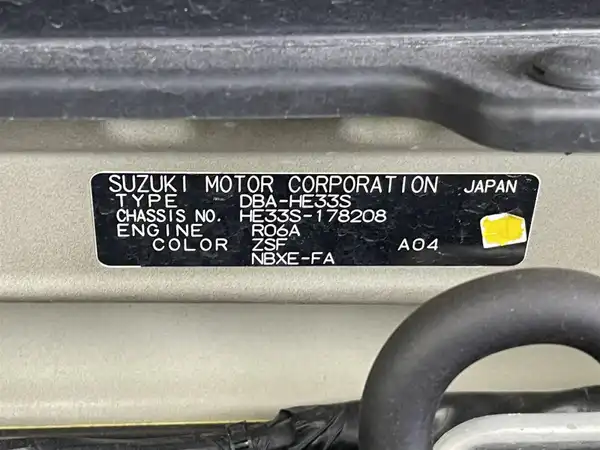 SUZUKI MOTOR CORPORATION JAPAN
TYPE DBA-HE33S
CHASSIS NO. HE33S-178208
ENGINE R06A
COLOR ZSF A04
NBXE-FA